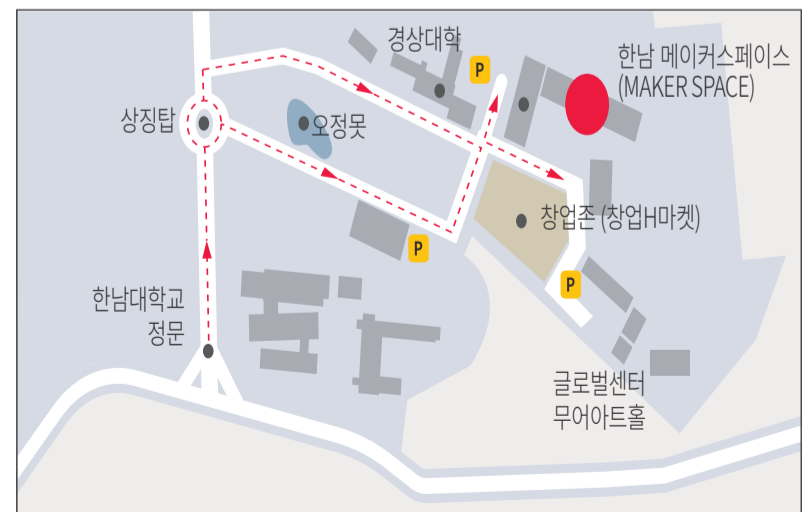 경상대학
P
한남 메이커스페이스
(MAKER SPACE)
상징탑
오정못
창업존 (창업H마켓)
P
P
한남대학교
정문
글로벌센터
무어아트홀